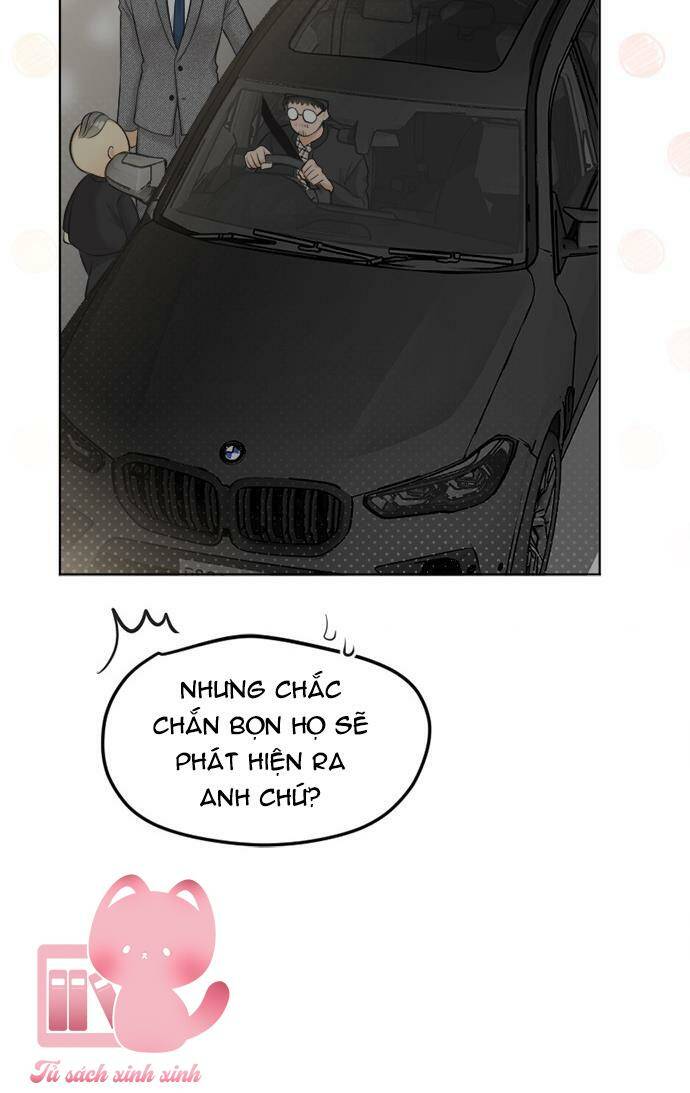 NHƯNG CHẮC
CHẮN BỌN HỌ SẼ
PHÁT HIỆN RA
ANH CHỨ?
Tủ sách xinh xinh